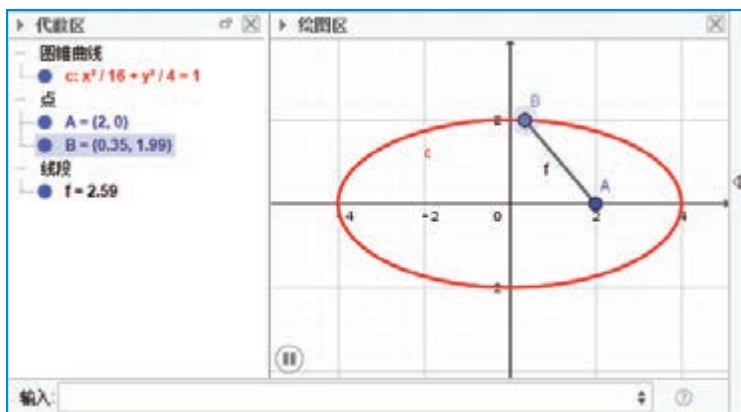 代数区
圆锥曲线
c: x² / 16 + y² / 4 = 1
点
A = (2, 0)
B = (0.35, 1.99)
线段
f = 2.59
绘图区
2
B
c
f
A
-4
-2
0
2
4
-2
输入: